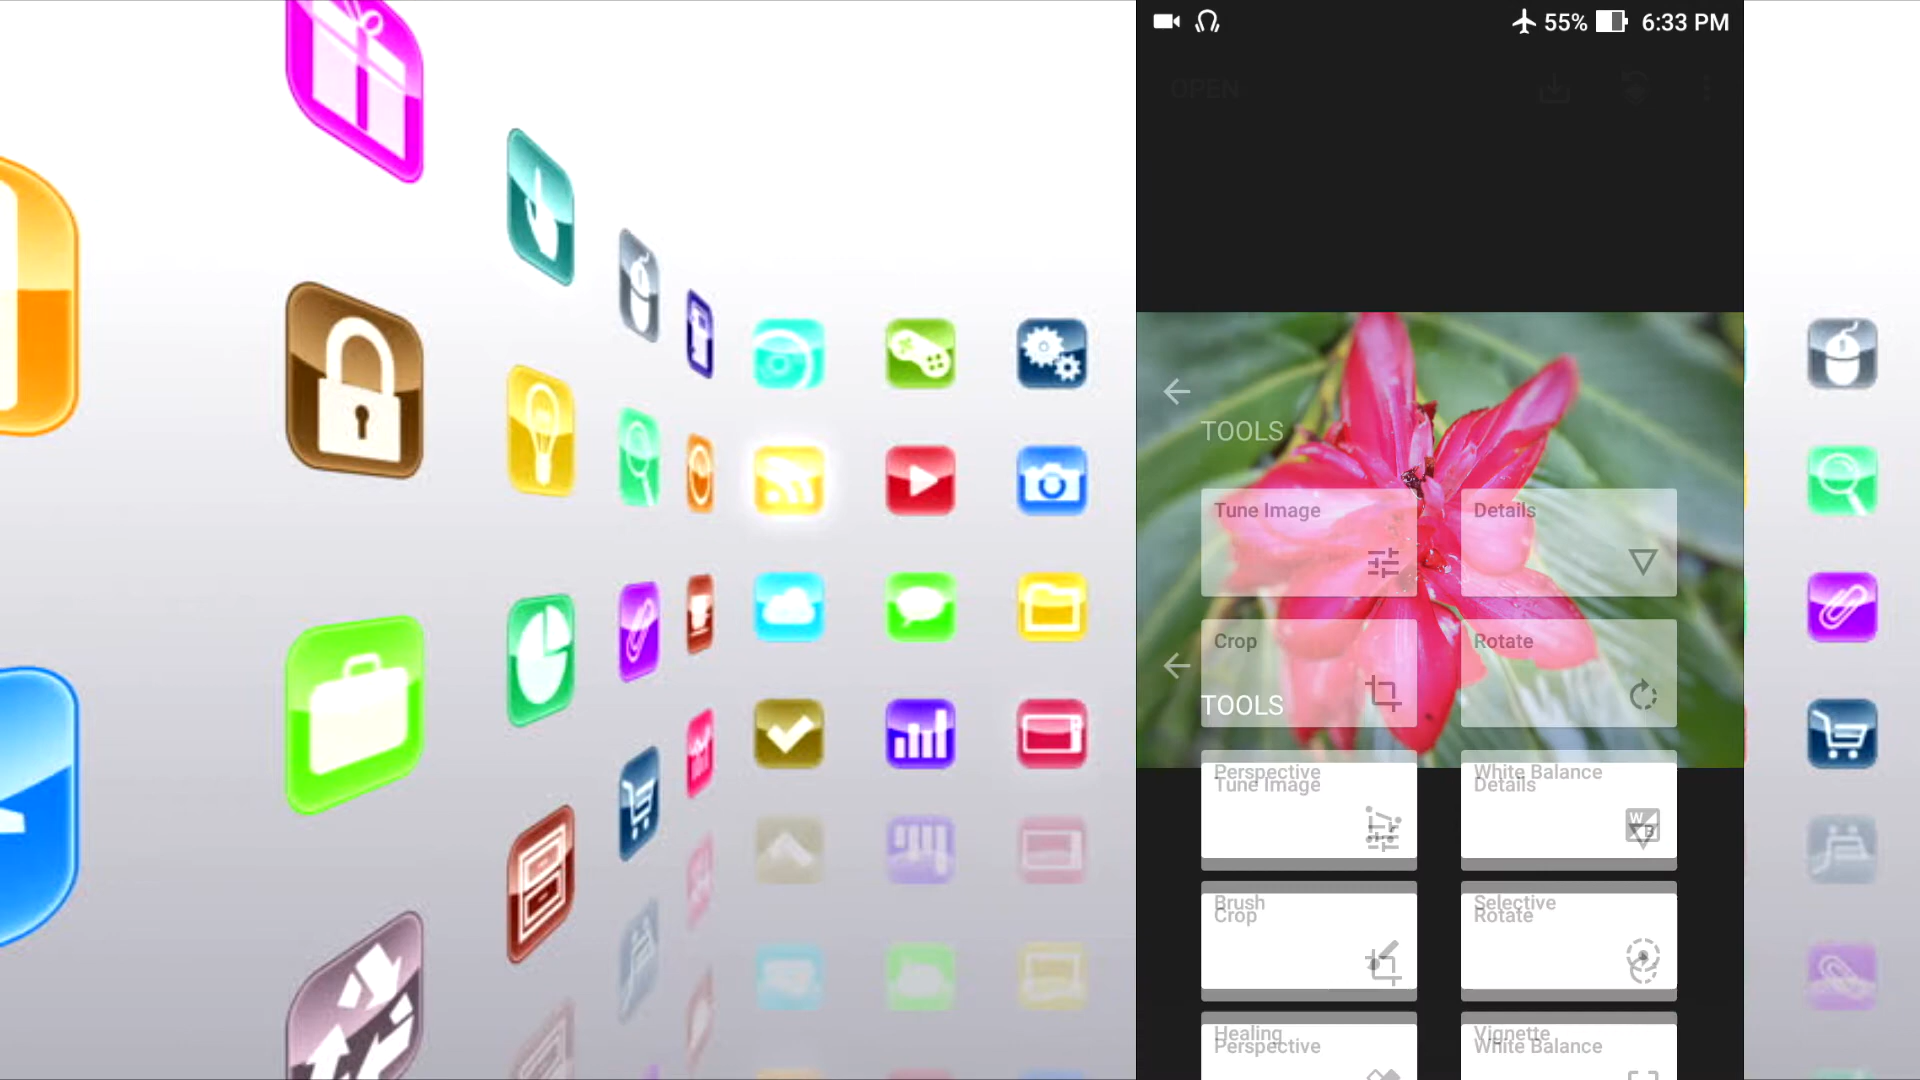 55% 6:33 PM
OPEN
TOOLS
Tune Image Details
Crop Rotate
TOOLS
Perspective White Balance
Tune Image Details
W
B
Brush Selective
Crop Rotate
Healing Vignette
Perspective White Balance